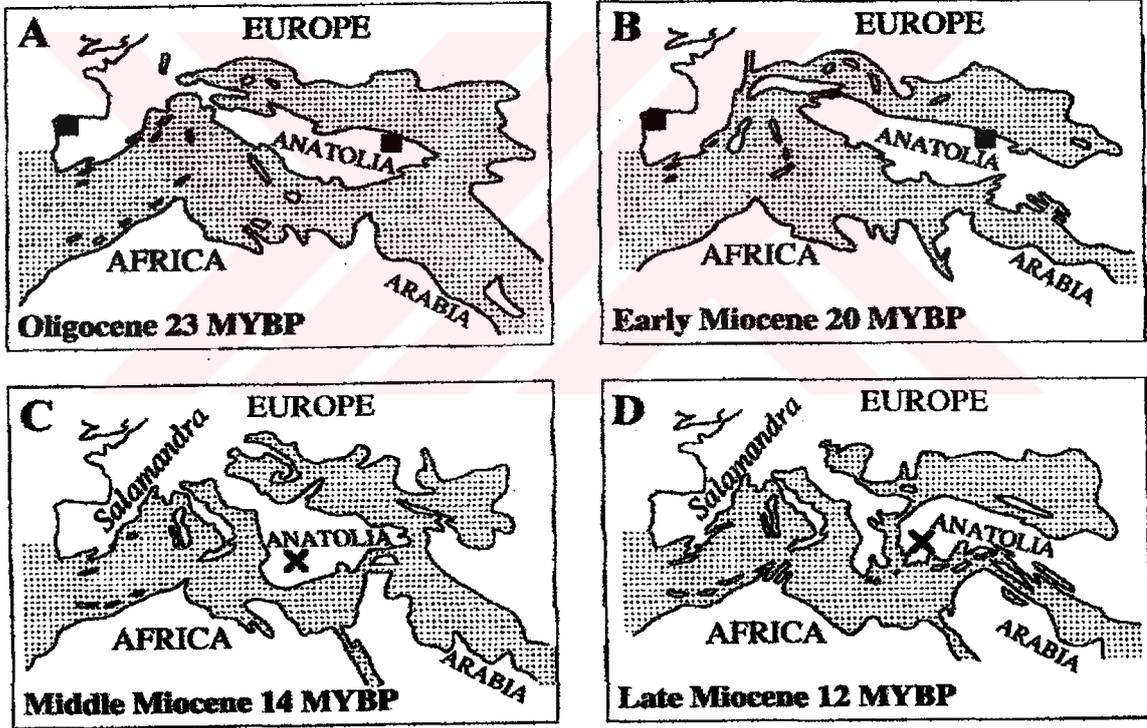 A
EUROPE
ANATOLIA
AFRICA
ARABIA
Oligocene 23 MYBP
B
EUROPE
ANATOLIA
AFRICA
ARABIA
Early Miocene 20 MYBP
C
EUROPE
Salamandra
ANATOLIA
AFRICA
ARABIA
Middle Miocene 14 MYBP
D
EUROPE
Salamandra
ANATOLIA
AFRICA
ARABIA
Late Miocene 12 MYBP